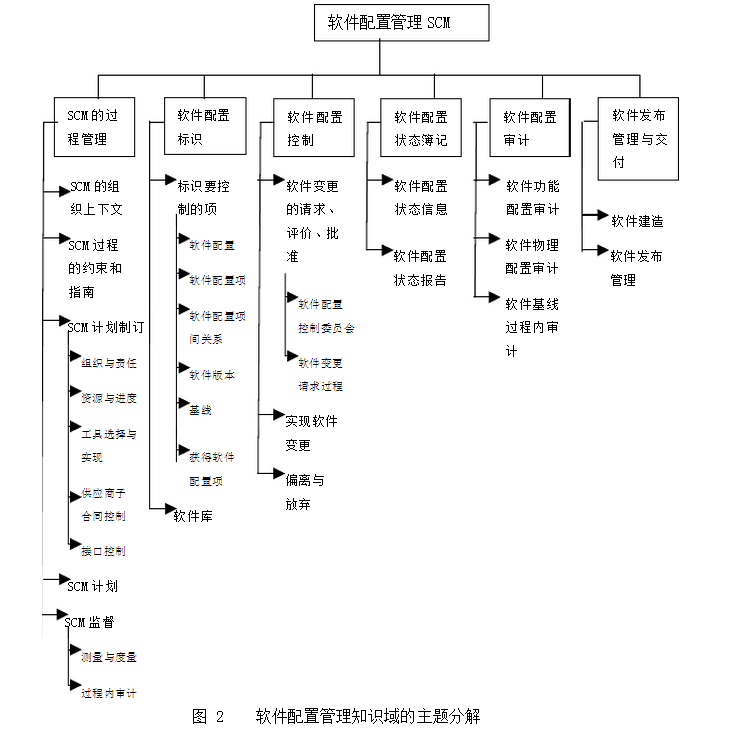 软件配置管理 SCM
SCM 的过
程管理
SCM 的组
织上下文
SCM 过程
的约束和
指南
SCM 计划制订
组织与责任
资源与进度
工具选择与
实现
供应商子
合同控制
接口控制
SCM 计划
SCM 监督
测量与度量
过程内审计
软件配置
标识
标识要控
制的项
软件配置
软件配置项
软件配置项
间关系
软件版本
基线
获得软件
配置项
软件库
软件配置
控制
软件变更
的请求、
评价、批
准
软件配置
控制委员会
软件变更
请求过程
实现软件
变更
偏离与
放弃
软件配置
状态簿记
软件配置
状态信息
软件配置
状态报告
软件配置
审计
软件功能
配置审计
软件物理
配置审计
软件基线
过程内审
计
软件发布
管理与交
付
软件建造
软件发布
管理
图 2 软件配置管理知识域的主题分解